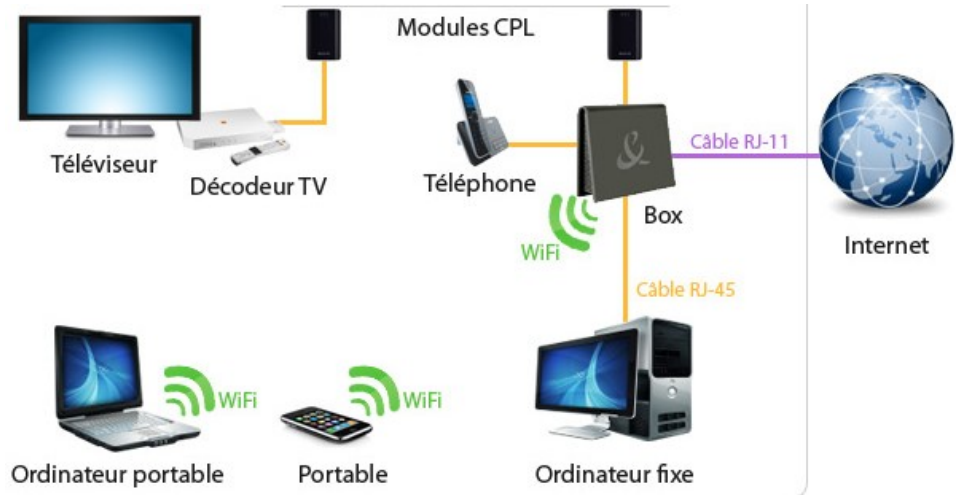 Modules CPL
Téléviseur
Décodeur TV
Téléphone
&
Box
Câble RJ-11
Internet
WiFi
Câble RJ-45
WiFi
WiFi
Ordinateur portable
Portable
Ordinateur fixe